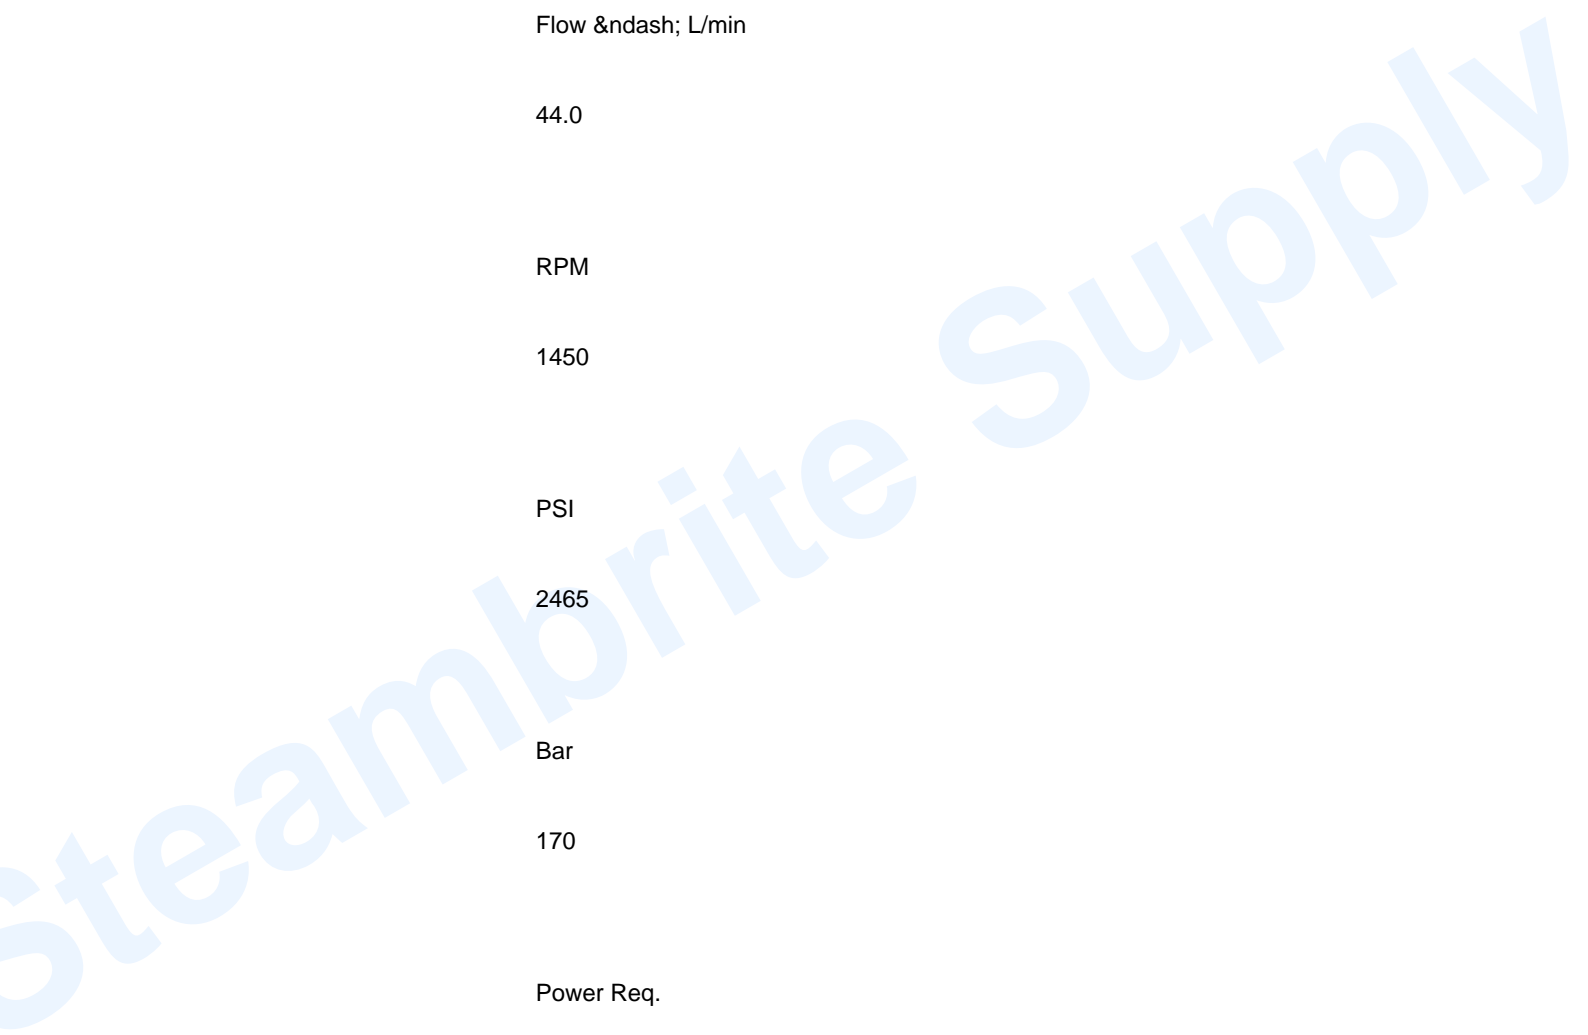 Flow &ndash; L/min
44.0
RPM
1450
PSI
2465
Bar
170
Power Req.
Steambrite Supply